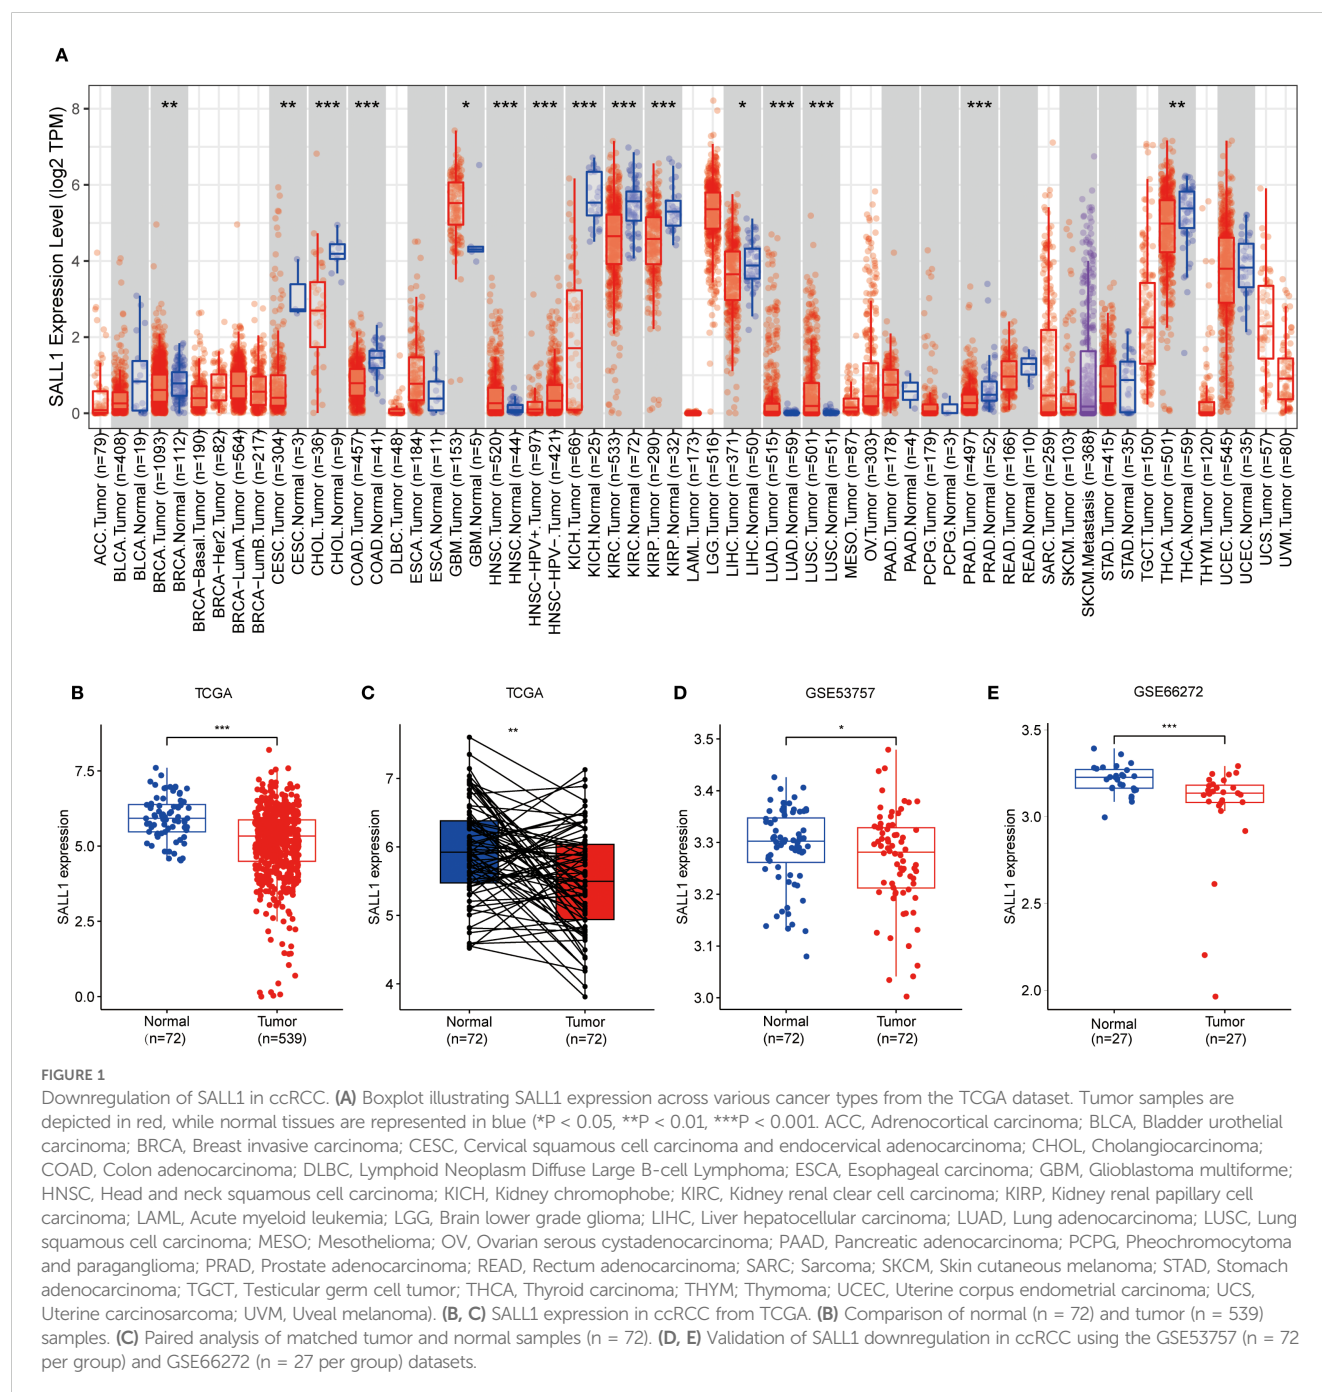 A
SALL1 Expression Level (log2 TPM)
8
6
4
2
0
** ** *** *** * *** *** *** *** *** * *** *** *** **
ACC.Tumor (n=79)
BLCA.Tumor (n=408)
BLCA.Normal (n=19)
BRCA.Tumor (n=1093)
BRCA.Normal (n=112)
BRCA-Basal.Tumor (n=190)
BRCA-Her2.Tumor (n=82)
BRCA-LumA.Tumor (n=564)
BRCA-LumB.Tumor (n=217)
CESC.Tumor (n=304)
CESC.Normal (n=3)
CHOL.Tumor (n=36)
CHOL.Normal (n=9)
COAD.Tumor (n=457)
COAD.Normal (n=41)
DLBC.Tumor (n=48)
ESCA.Tumor (n=184)
ESCA.Normal (n=11)
GBM.Tumor (n=153)
GBM.Normal (n=5)
HNSC.Tumor (n=520)
HNSC.Normal (n=44)
HNSC-HPV+.Tumor (n=97)
HNSC-HPV-.Tumor (n=421)
KICH.Tumor (n=66)
KICH.Normal (n=25)
KIRC.Tumor (n=533)
KIRC.Normal (n=72)
KIRP.Tumor (n=290)
KIRP.Normal (n=32)
LAML.Tumor (n=173)
LGG.Tumor (n=516)
LIHC.Tumor (n=371)
LIHC.Normal (n=50)
LUAD.Tumor (n=515)
LUAD.Normal (n=59)
LUSC.Tumor (n=501)
LUSC.Normal (n=51)
MESO.Tumor (n=87)
OV.Tumor (n=303)
PAAD.Tumor (n=178)
PAAD.Normal (n=4)
PCPG.Tumor (n=179)
PCPG.Normal (n=3)
PRAD.Tumor (n=497)
PRAD.Normal (n=52)
READ.Tumor (n=166)
READ.Normal (n=10)
SARC.Tumor (n=259)
SKCM.Tumor (n=103)
SKCM.Metastasis (n=368)
STAD.Tumor (n=415)
STAD.Normal (n=35)
TGCT.Tumor (n=150)
THCA.Tumor (n=501)
THCA.Normal (n=59)
THYM.Tumor (n=120)
UCEC.Tumor (n=545)
UCEC.Normal (n=35)
UCS.Tumor (n=57)
UVM.Tumor (n=80)
B
TCGA
***
SALL1 expression
7.5
5.0
2.5
0.0
Normal Tumor
(n=72) (n=539)
C
TCGA
**
SALL1 expression
7
6
5
4
Normal Tumor
(n=72) (n=72)
D
GSE53757
*
SALL1 expression
3.5
3.4
3.3
3.2
3.1
3.0
Normal Tumor
(n=72) (n=72)
E
GSE66272
***
SALL1 expression
3.5
3.0
2.5
2.0
Normal Tumor
(n=27) (n=27)
FIGURE 1
Downregulation of SALL1 in ccRCC. (A) Boxplot illustrating SALL1 expression across various cancer types from the TCGA dataset. Tumor samples are
depicted in red, while normal tissues are represented in blue (*P < 0.05, **P < 0.01, ***P < 0.001. ACC, Adrenocortical carcinoma; BLCA, Bladder urothelial
carcinoma; BRCA, Breast invasive carcinoma; CESC, Cervical squamous cell carcinoma and endocervical adenocarcinoma; CHOL, Cholangiocarcinoma;
COAD, Colon adenocarcinoma; DLBC, Lymphoid Neoplasm Diffuse Large B-cell Lymphoma; ESCA, Esophageal carcinoma; GBM, Glioblastoma multiforme;
HNSC, Head and neck squamous cell carcinoma; KICH, Kidney chromophobe; KIRC, Kidney renal clear cell carcinoma; KIRP, Kidney renal papillary cell
carcinoma; LAML, Acute myeloid leukemia; LGG, Brain lower grade glioma; LIHC, Liver hepatocellular carcinoma; LUAD, Lung adenocarcinoma; LUSC, Lung
squamous cell carcinoma; MESO; Mesothelioma; OV, Ovarian serous cystadenocarcinoma; PAAD, Pancreatic adenocarcinoma; PCPG, Pheochromocytoma
and paraganglioma; PRAD, Prostate adenocarcinoma; READ, Rectum adenocarcinoma; SARC; Sarcoma; SKCM, Skin cutaneous melanoma; STAD, Stomach
adenocarcinoma; TGCT, Testicular germ cell tumor; THCA, Thyroid carcinoma; THYM; Thymoma; UCEC, Uterine corpus endometrial carcinoma; UCS,
Uterine carcinosarcoma; UVM, Uveal melanoma). (B, C) SALL1 expression in ccRCC from TCGA. (B) Comparison of normal (n = 72) and tumor (n = 539)
samples. (C) Paired analysis of matched tumor and normal samples (n = 72). (D, E) Validation of SALL1 downregulation in ccRCC using the GSE53757 (n = 72
per group) and GSE66272 (n = 27 per group) datasets.